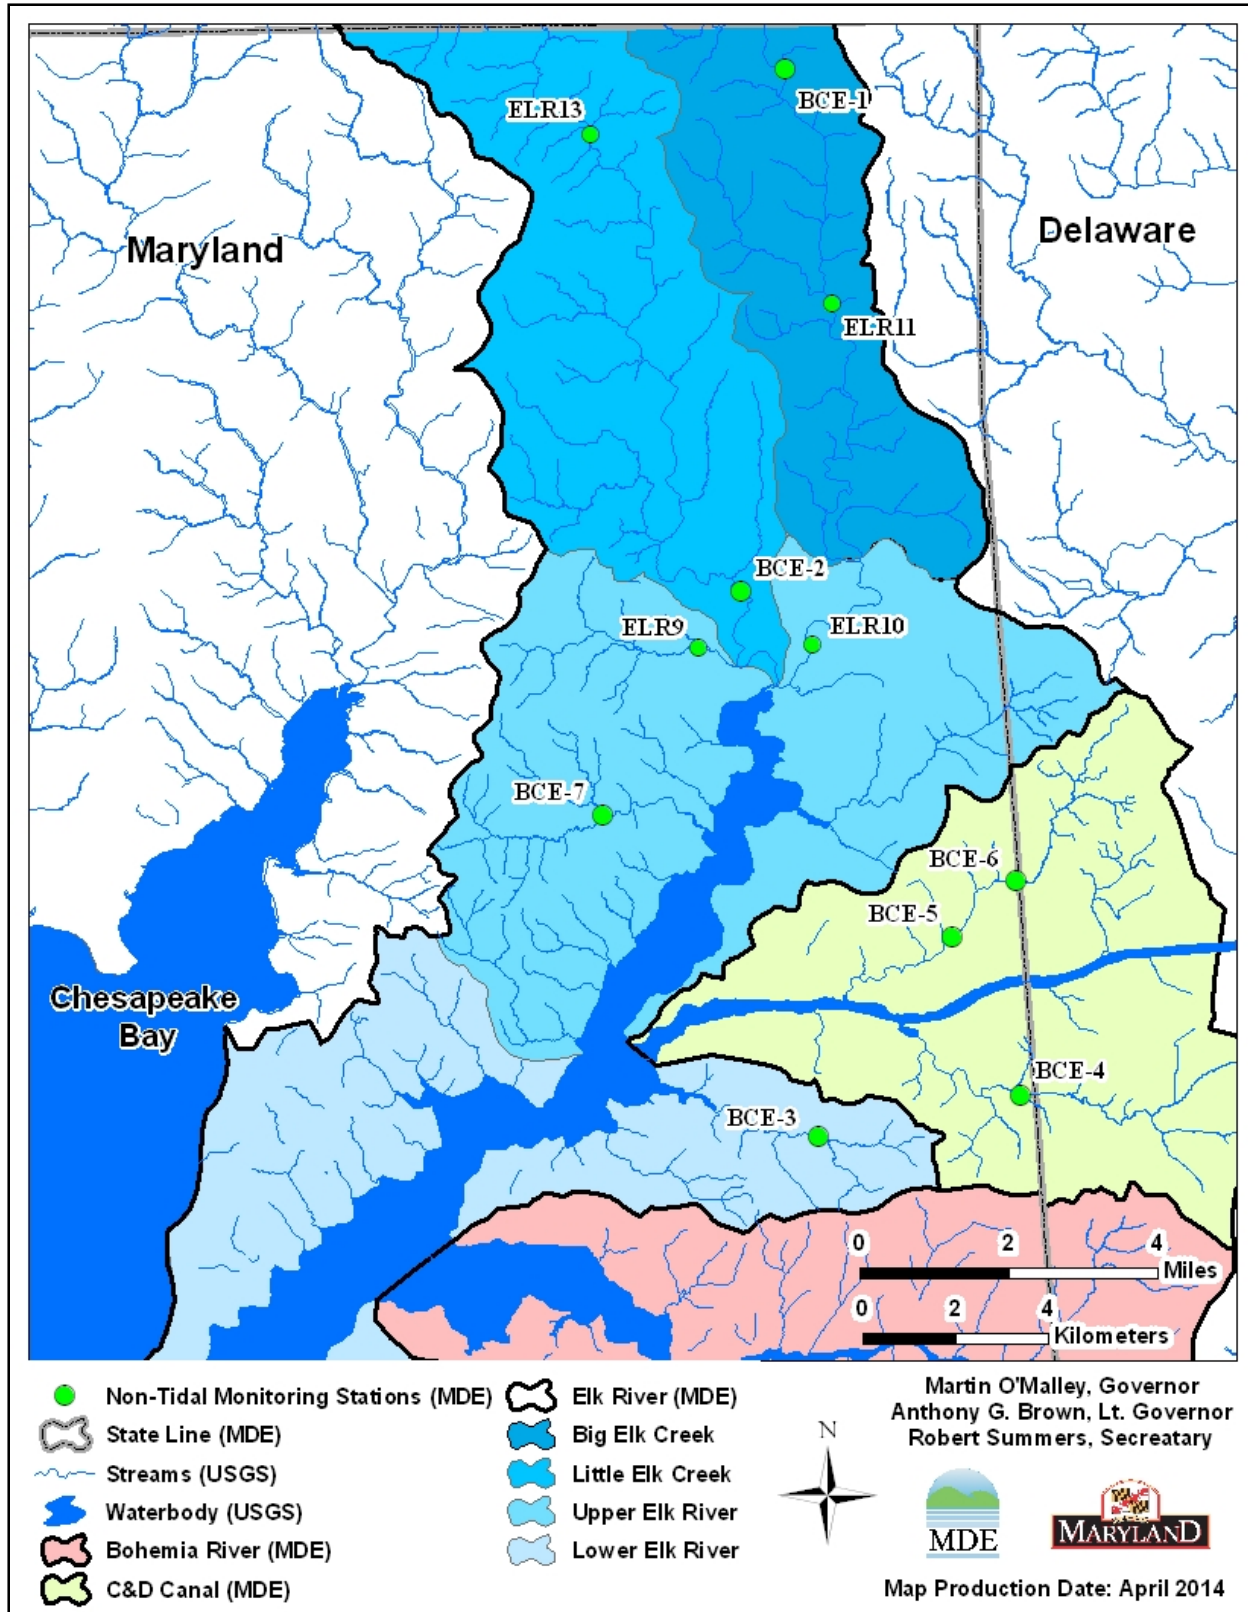 BCE-1
ELR13
Maryland
Delaware
ELR11
BCE-2
ELR9
ELR10
BCE-7
BCE-6
BCE-5
Chesapeake
Bay
BCE-4
BCE-3
0 2 4
Miles
0 2 4
Kilometers
Non-Tidal Monitoring Stations (MDE)
State Line (MDE)
Streams (USGS)
Waterbody (USGS)
Bohemia River (MDE)
C&D Canal (MDE)
Elk River (MDE)
Big Elk Creek
Little Elk Creek
Upper Elk River
Lower Elk River
N
Martin O'Malley, Governor
Anthony G. Brown, Lt. Governor
Robert Summers, Secreatary
MDE
MARYLAND
Map Production Date: April 2014